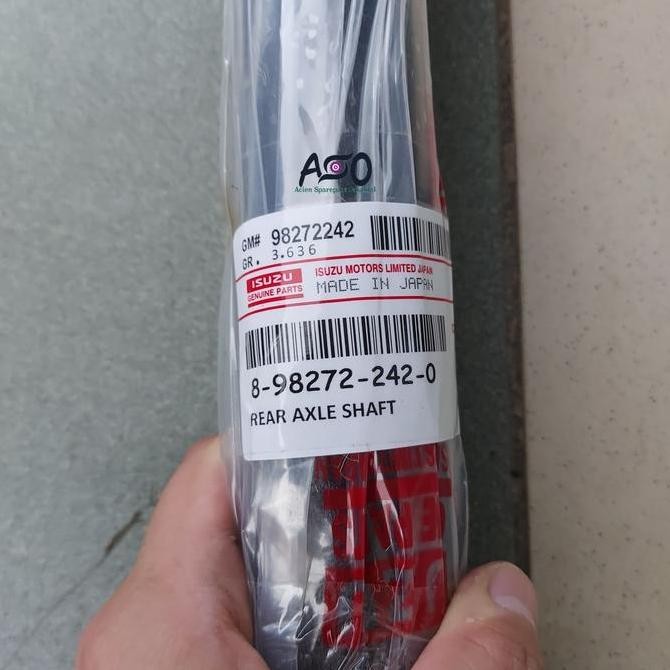 ASO
GM# 98272242
GR. 3.636
ISUZU
GENUINE PARTS
ISUZU MOTORS LIMITED JAPAN
MADE IN JAPAN
8-98272-242-0
REAR AXLE SHAFT